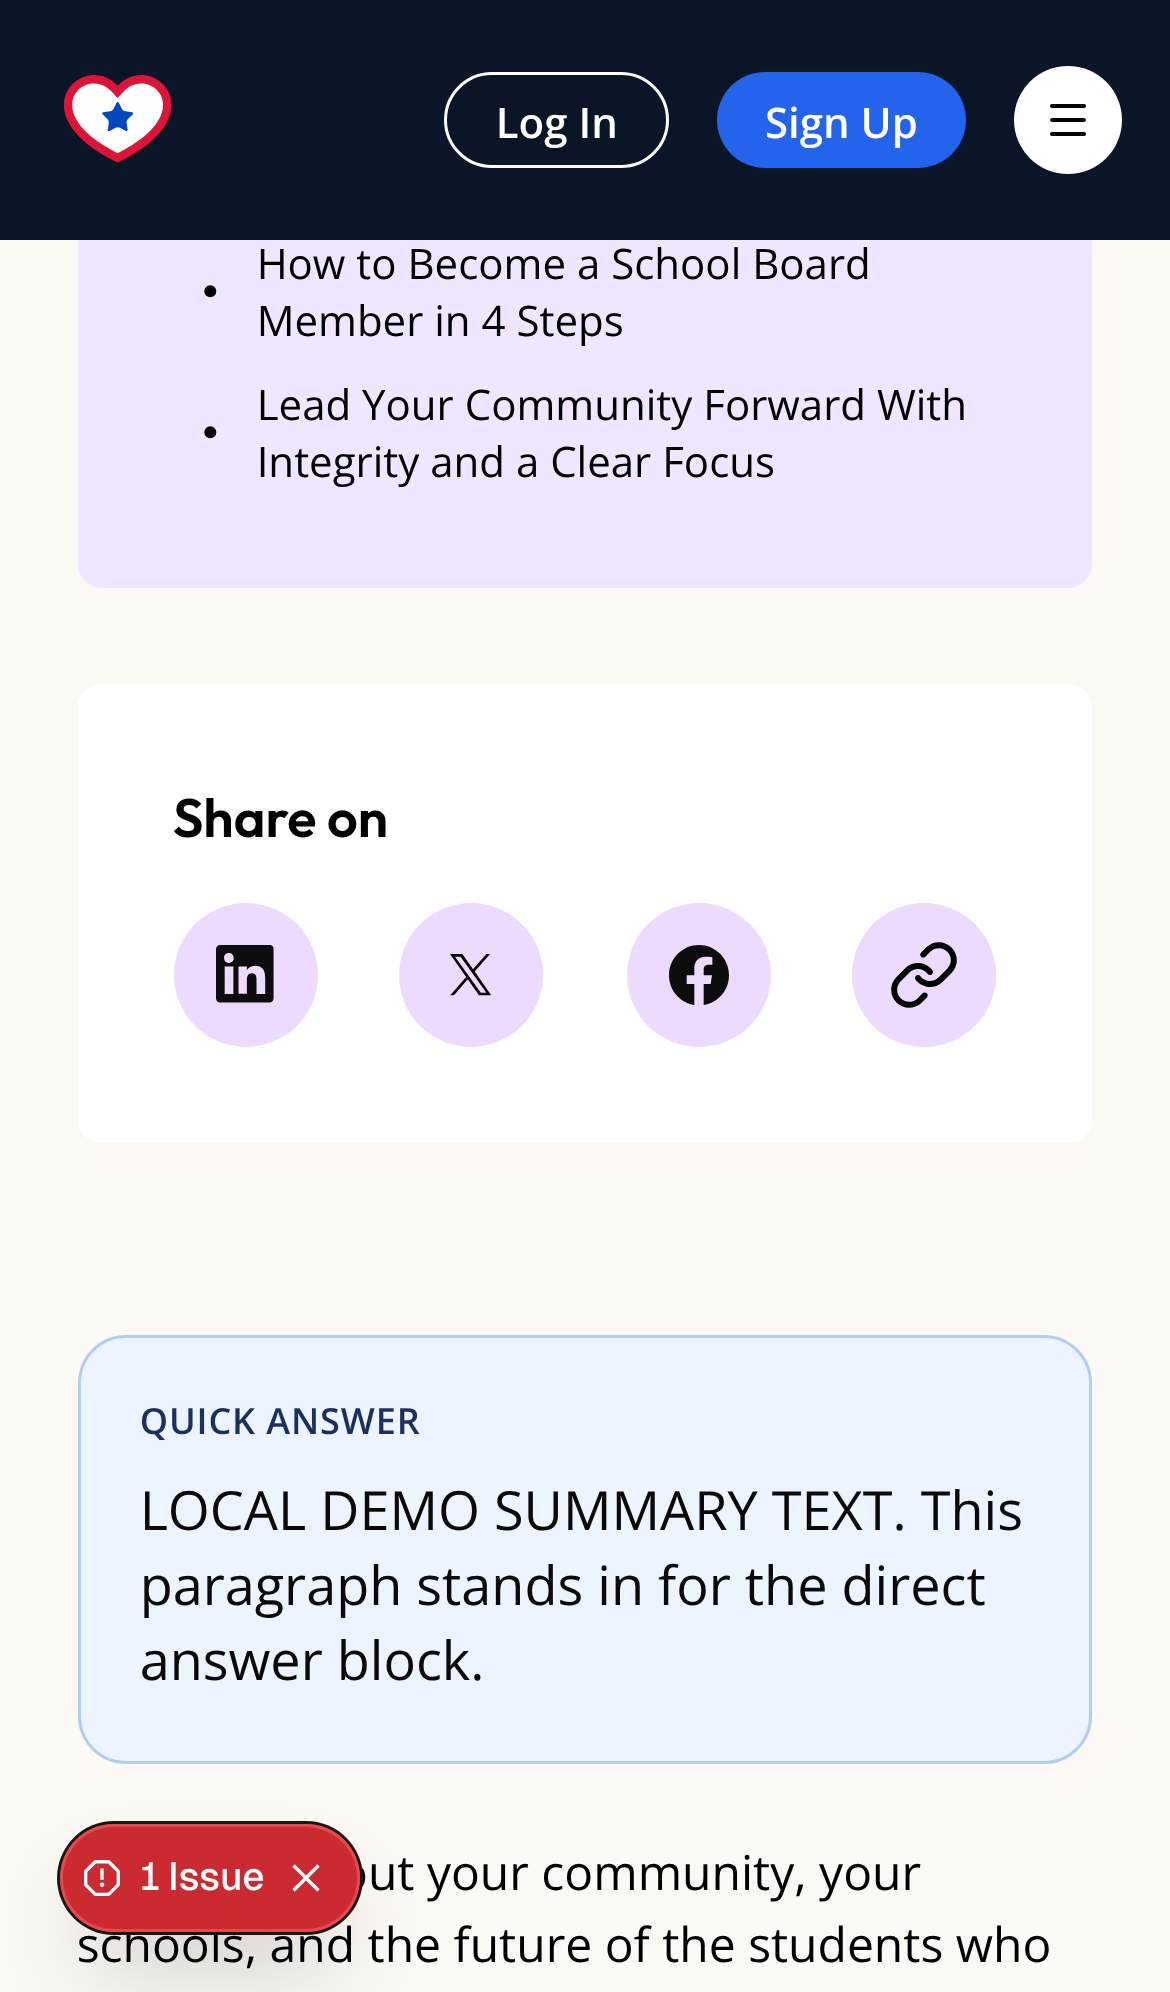 Log In
Sign Up
How to Become a School Board
Member in 4 Steps
Lead Your Community Forward With
Integrity and a Clear Focus
Share on
QUICK ANSWER
LOCAL DEMO SUMMARY TEXT. This
paragraph stands in for the direct
answer block.
1 Issue
your community, your
schools, and the future of the students who